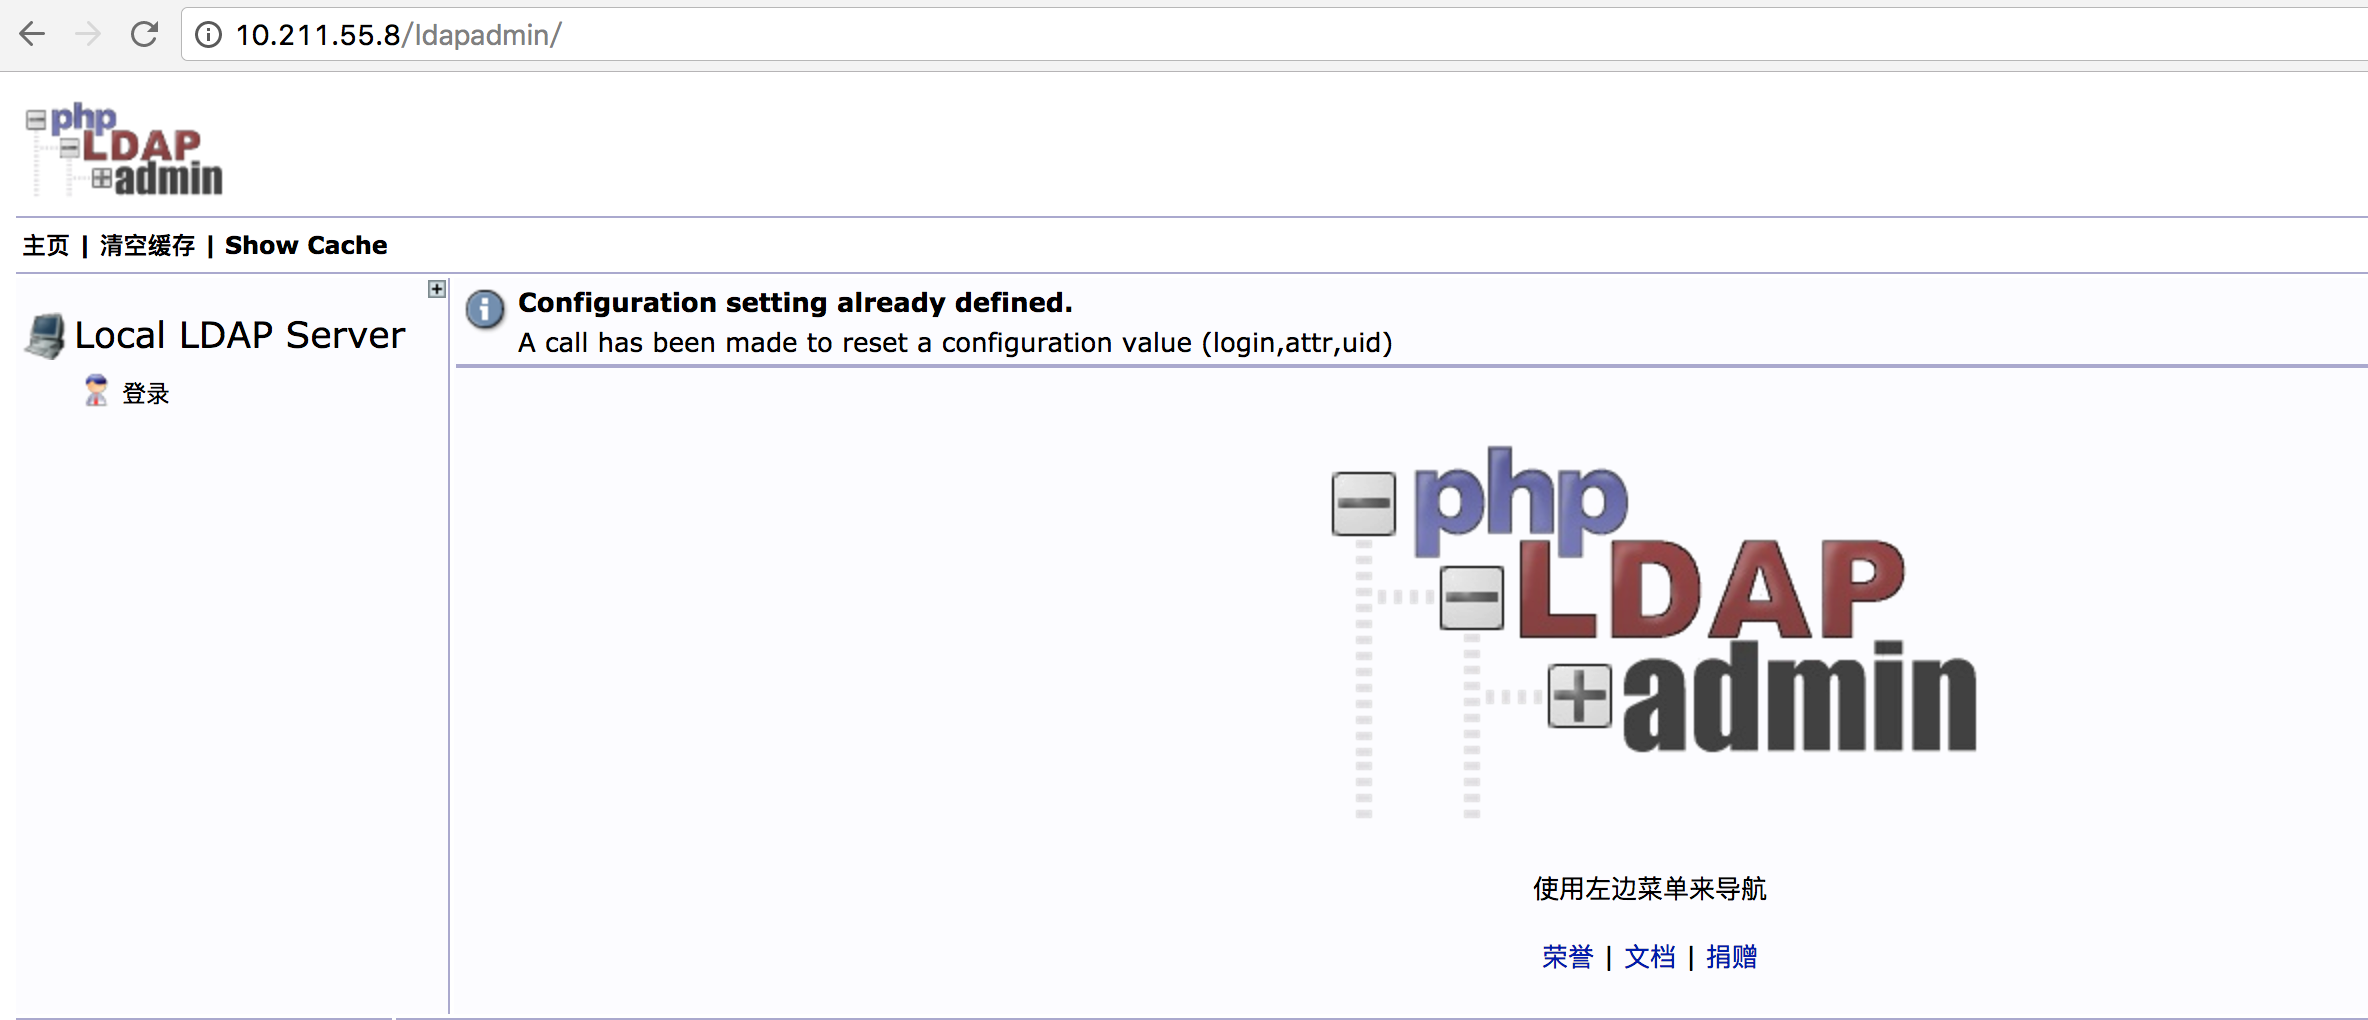 10.211.55.8/ldapadmin/
php
LDAP
admin
主页 | 清空缓存 | Show Cache
Local LDAP Server
登录
Configuration setting already defined.
A call has been made to reset a configuration value (login,attr,uid)
php
LDAP
admin
使用左边菜单来导航
荣誉 | 文档 | 捐赠